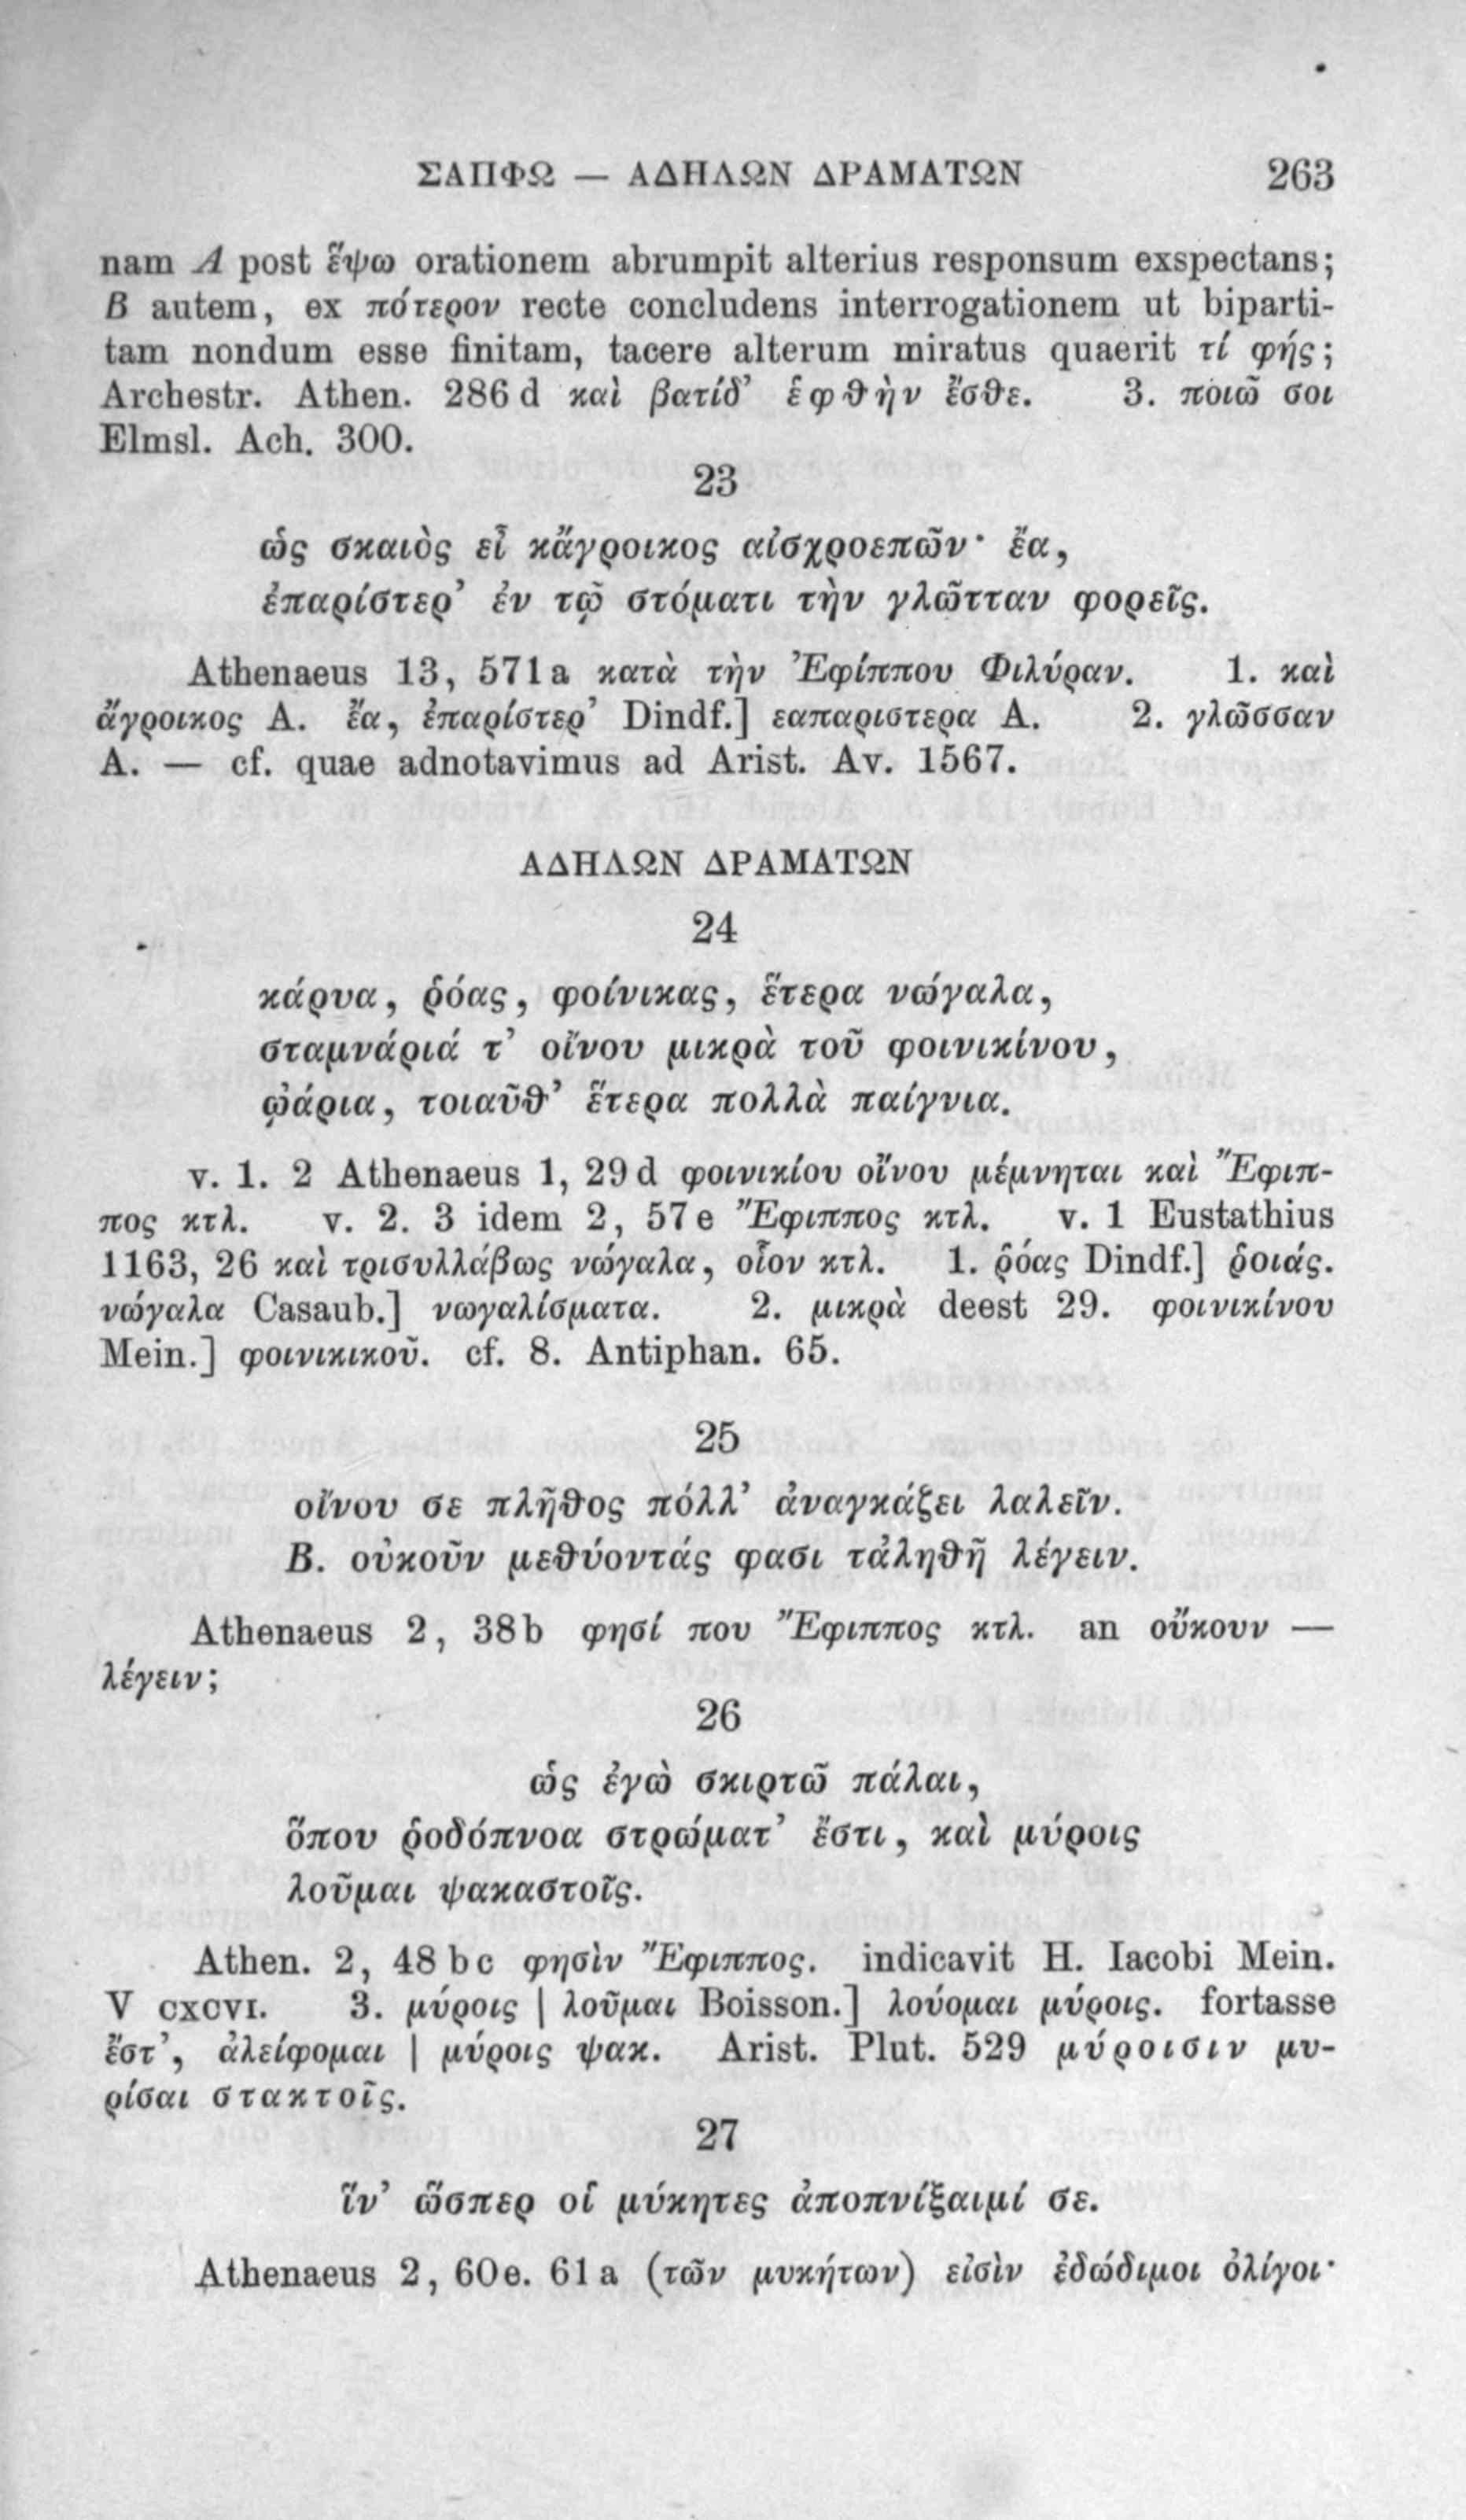 ΣΑΠΦΩ — ΑΔΗΛΩΝ ΔΡΑΜΑΤΩΝ 263
nam A post ἕψω orationem abrumpit alterius responsum exspectans;
B autem, ex πότερον recte concludens interrogationem ut biparti-
tam nondum esse finitam, tacere alterum miratus quaerit τί φῄς;
Archestr. Athen. 286 d καὶ βατίδ’ ἑφθὴν ἔσθε. 3. ποιῶ σοι
Elmsl. Ach. 300.
23
ὡς σκαιὸς εἶ κἄγροικος αἰσχροεπῶν· ἔα,
ἐπαρίστερ’ ἐν τῷ στόματι τὴν γλῶτταν φορεῖς.
Athenaeus 13, 571 a κατὰ τὴν Ἐφίππου Φιλύραν. 1. καὶ
ἄγροικος A. ἔα, ἐπαρίστερ’ Dindf.] εαπαριστερα A. 2. γλῶσσαν
A. — cf. quae adnotavimus ad Arist. Av. 1567.
ΑΔΗΛΩΝ ΔΡΑΜΑΤΩΝ
24
κάρυα, ῥόας, φοίνικας, ἕτερα νώγαλα,
σταμνάριά τ’ οἴνου μικρὰ τοῦ φοινικίνου,
ᾠάρια, τοιαῦθ’ ἕτερα πολλὰ παίγνια.
v. 1. 2 Athenaeus 1, 29 d φοινικίου οἴνου μέμνηται καὶ Ἔφιπ-
πος κτλ. v. 2. 3 idem 2, 57 e Ἔφιππος κτλ. v. 1 Eustathius
1163, 26 καὶ τρισυλλάβως νώγαλα, οἷον κτλ. 1. ῥόας Dindf.] ῥοιάς.
νώγαλα Casaub.] νωγαλίσματα. 2. μικρὰ deest 29. φοινικίνου
Mein.] φοινικικοῦ. cf. 8. Antiphan. 65.
25
οἴνου σε πλῆθος πόλλ’ ἀναγκάζει λαλεῖν.
B. οὐκοῦν μεθύοντάς φασι τἀληθῆ λέγειν.
Athenaeus 2, 38 b φησί που Ἔφιππος κτλ. an οὔκουν —
λέγειν;
26
ὡς ἐγὼ σκιρτῶ πάλαι,
ὅπου ῥοδόπνοα στρώματ’ ἔστι, καὶ μύροις
λοῦμαι ψακαστοῖς.
Athen. 2, 48 b c φησὶν Ἔφιππος. indicavit H. Iacobi Mein.
V CXCVI. 3. μύροις | λοῦμαι Boisson.] λούομαι μύροις. fortasse
ἔστ’, ἀλείφομαι | μύροις ψακ. Arist. Plut. 529 μύροισιν μυ-
ρίσαι στακτοῖς.
27
ἵν’ ὥσπερ οἱ μύκητες ἀποπνίξαιμί σε.
Athenaeus 2, 60 e. 61 a (τῶν μυκήτων) εἰσὶν ἐδώδιμοι ὀλίγοι·